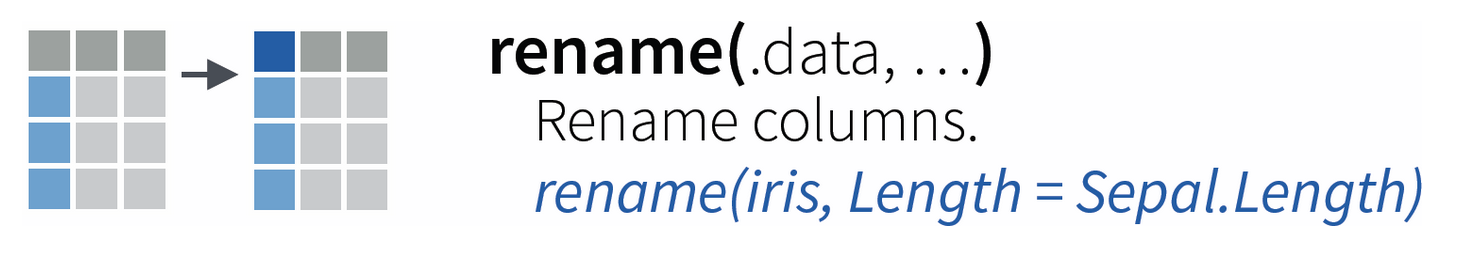 rename(.data, …)
Rename columns.
rename(iris, Length = Sepal.Length)